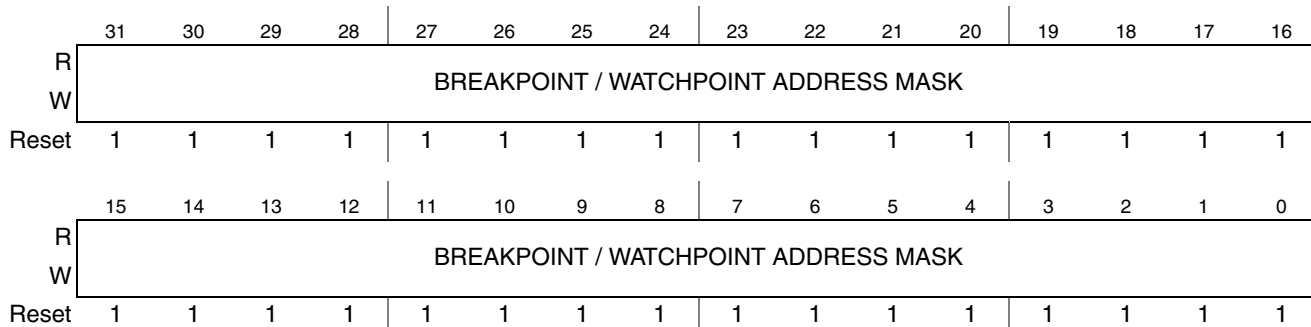 31 30 29 28 27 26 25 24 23 22 21 20 19 18 17 16
R
BREAKPOINT / WATCHPOINT ADDRESS MASK
W
Reset 1 1 1 1 1 1 1 1 1 1 1 1 1 1 1 1
15 14 13 12 11 10 9 8 7 6 5 4 3 2 1 0
R
BREAKPOINT / WATCHPOINT ADDRESS MASK
W
Reset 1 1 1 1 1 1 1 1 1 1 1 1 1 1 1 1